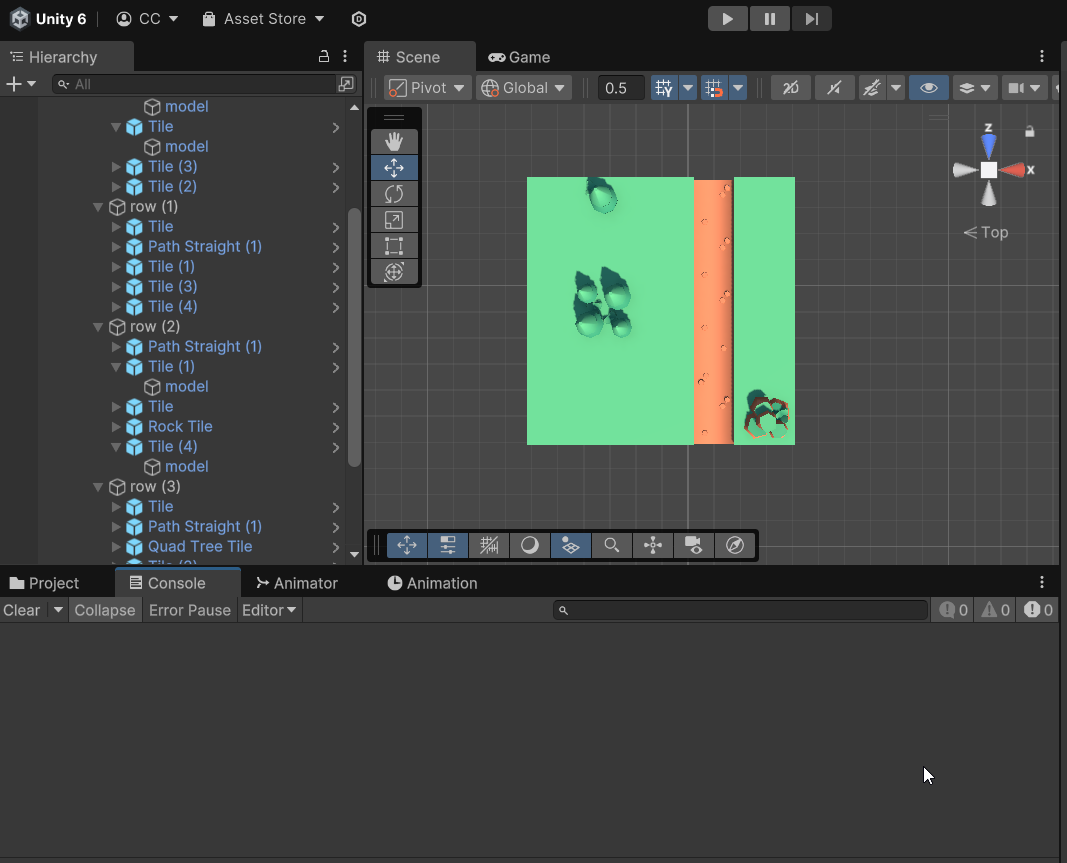 Unity 6 CC Asset Store
Hierarchy Scene Game
All Pivot Global 0.5
model
Tile
model
Tile (3)
Tile (2)
row (1)
Tile
Path Straight (1)
Tile (1)
Tile (3)
Tile (4)
row (2)
Path Straight (1)
Tile (1)
model
Tile
Rock Tile
Tile (4)
model
row (3)
Tile
Path Straight (1)
Quad Tree Tile
z
x
Top
Project Console Animator Animation
Clear Collapse Error Pause Editor 0 0 0